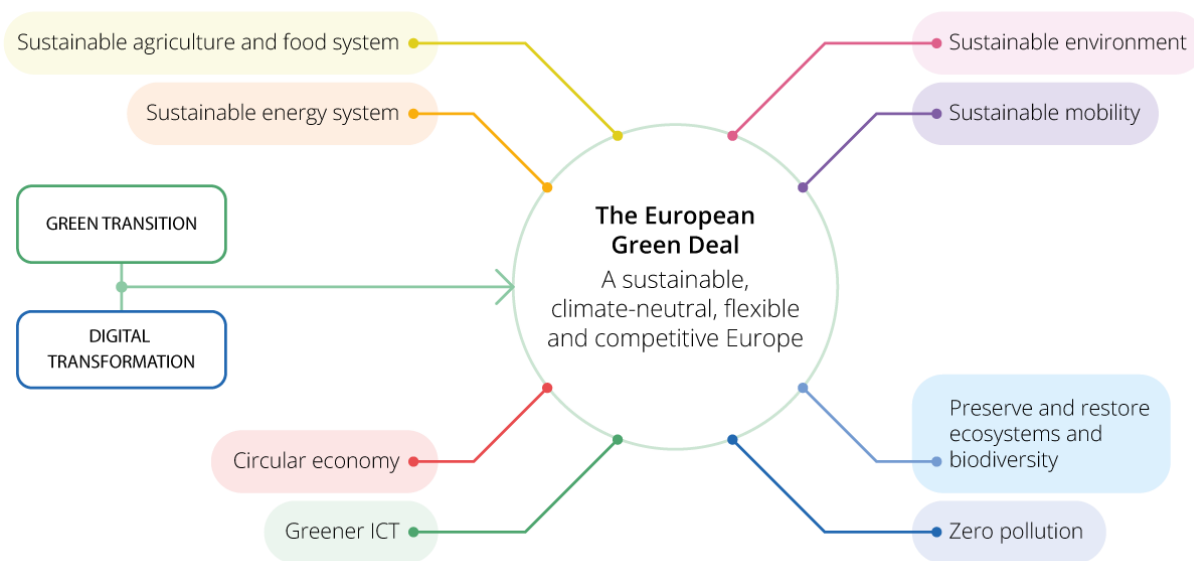 Sustainable agriculture and food system
Sustainable environment
Sustainable energy system
Sustainable mobility
GREEN TRANSITION
DIGITAL
TRANSFORMATION
The European
Green Deal
A sustainable,
climate-neutral, flexible
and competitive Europe
Circular economy
Greener ICT
Preserve and restore
ecosystems and
biodiversity
Zero pollution